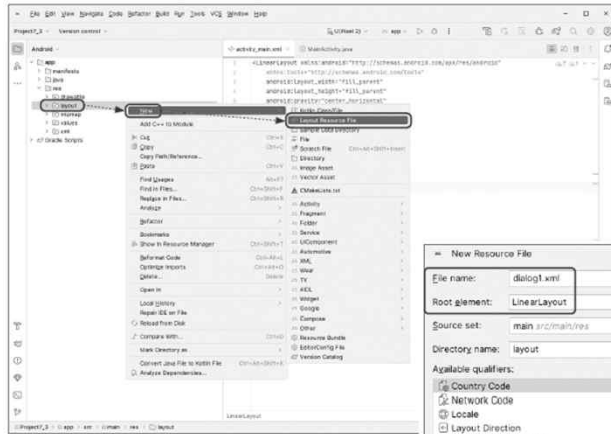 File Edit View Navigate Code Refactor Build Run Tools VCS Window Help
Project7_3 Version control
app
Android
activity_main.xml
MainActivity.java
app
manifests
java
res
drawable
layout
mipmap
values
xml
Gradle Scripts
<LinearLayout xmlns:android="http://schemas.android.com/apk/res/android"
xmlns:tools="http://schemas.android.com/tools"
android:layout_width="fill_parent"
android:layout_height="fill_parent"
android:gravity="center_horizontal"
New
Add C++ to Module
Cut
Copy
Copy Path/Reference...
Paste
Find Usages
Find in Files...
Replace in Files...
Analyze
Refactor
Bookmarks
Show in Resource Manager
Reformat Code
Optimize Imports
Delete...
Open In
Local History
Repair IDE on File
Reload from Disk
Compare With...
Mark Directory as
Convert Java File to Kotlin File
Analyze Dependencies...
Kotlin Class/File
Layout Resource File
Sample Data Directory
File
Scratch File
Directory
Image Asset
Vector Asset
CMakeLists.txt
Activity
Fragment
Folder
Service
UiComponent
Automotive
XML
Wear
TV
AIDL
Widget
Google
Compose
Other
Resource Bundle
EditorConfig File
Version Catalog
LinearLayout
Project7_3 > app > src > main > res > layout
New Resource File
File name: dialog1.xml
Root element: LinearLayout
Source set: main src/main/res
Directory name: layout
Available qualifiers:
Country Code
Network Code
Locale
Layout Direction